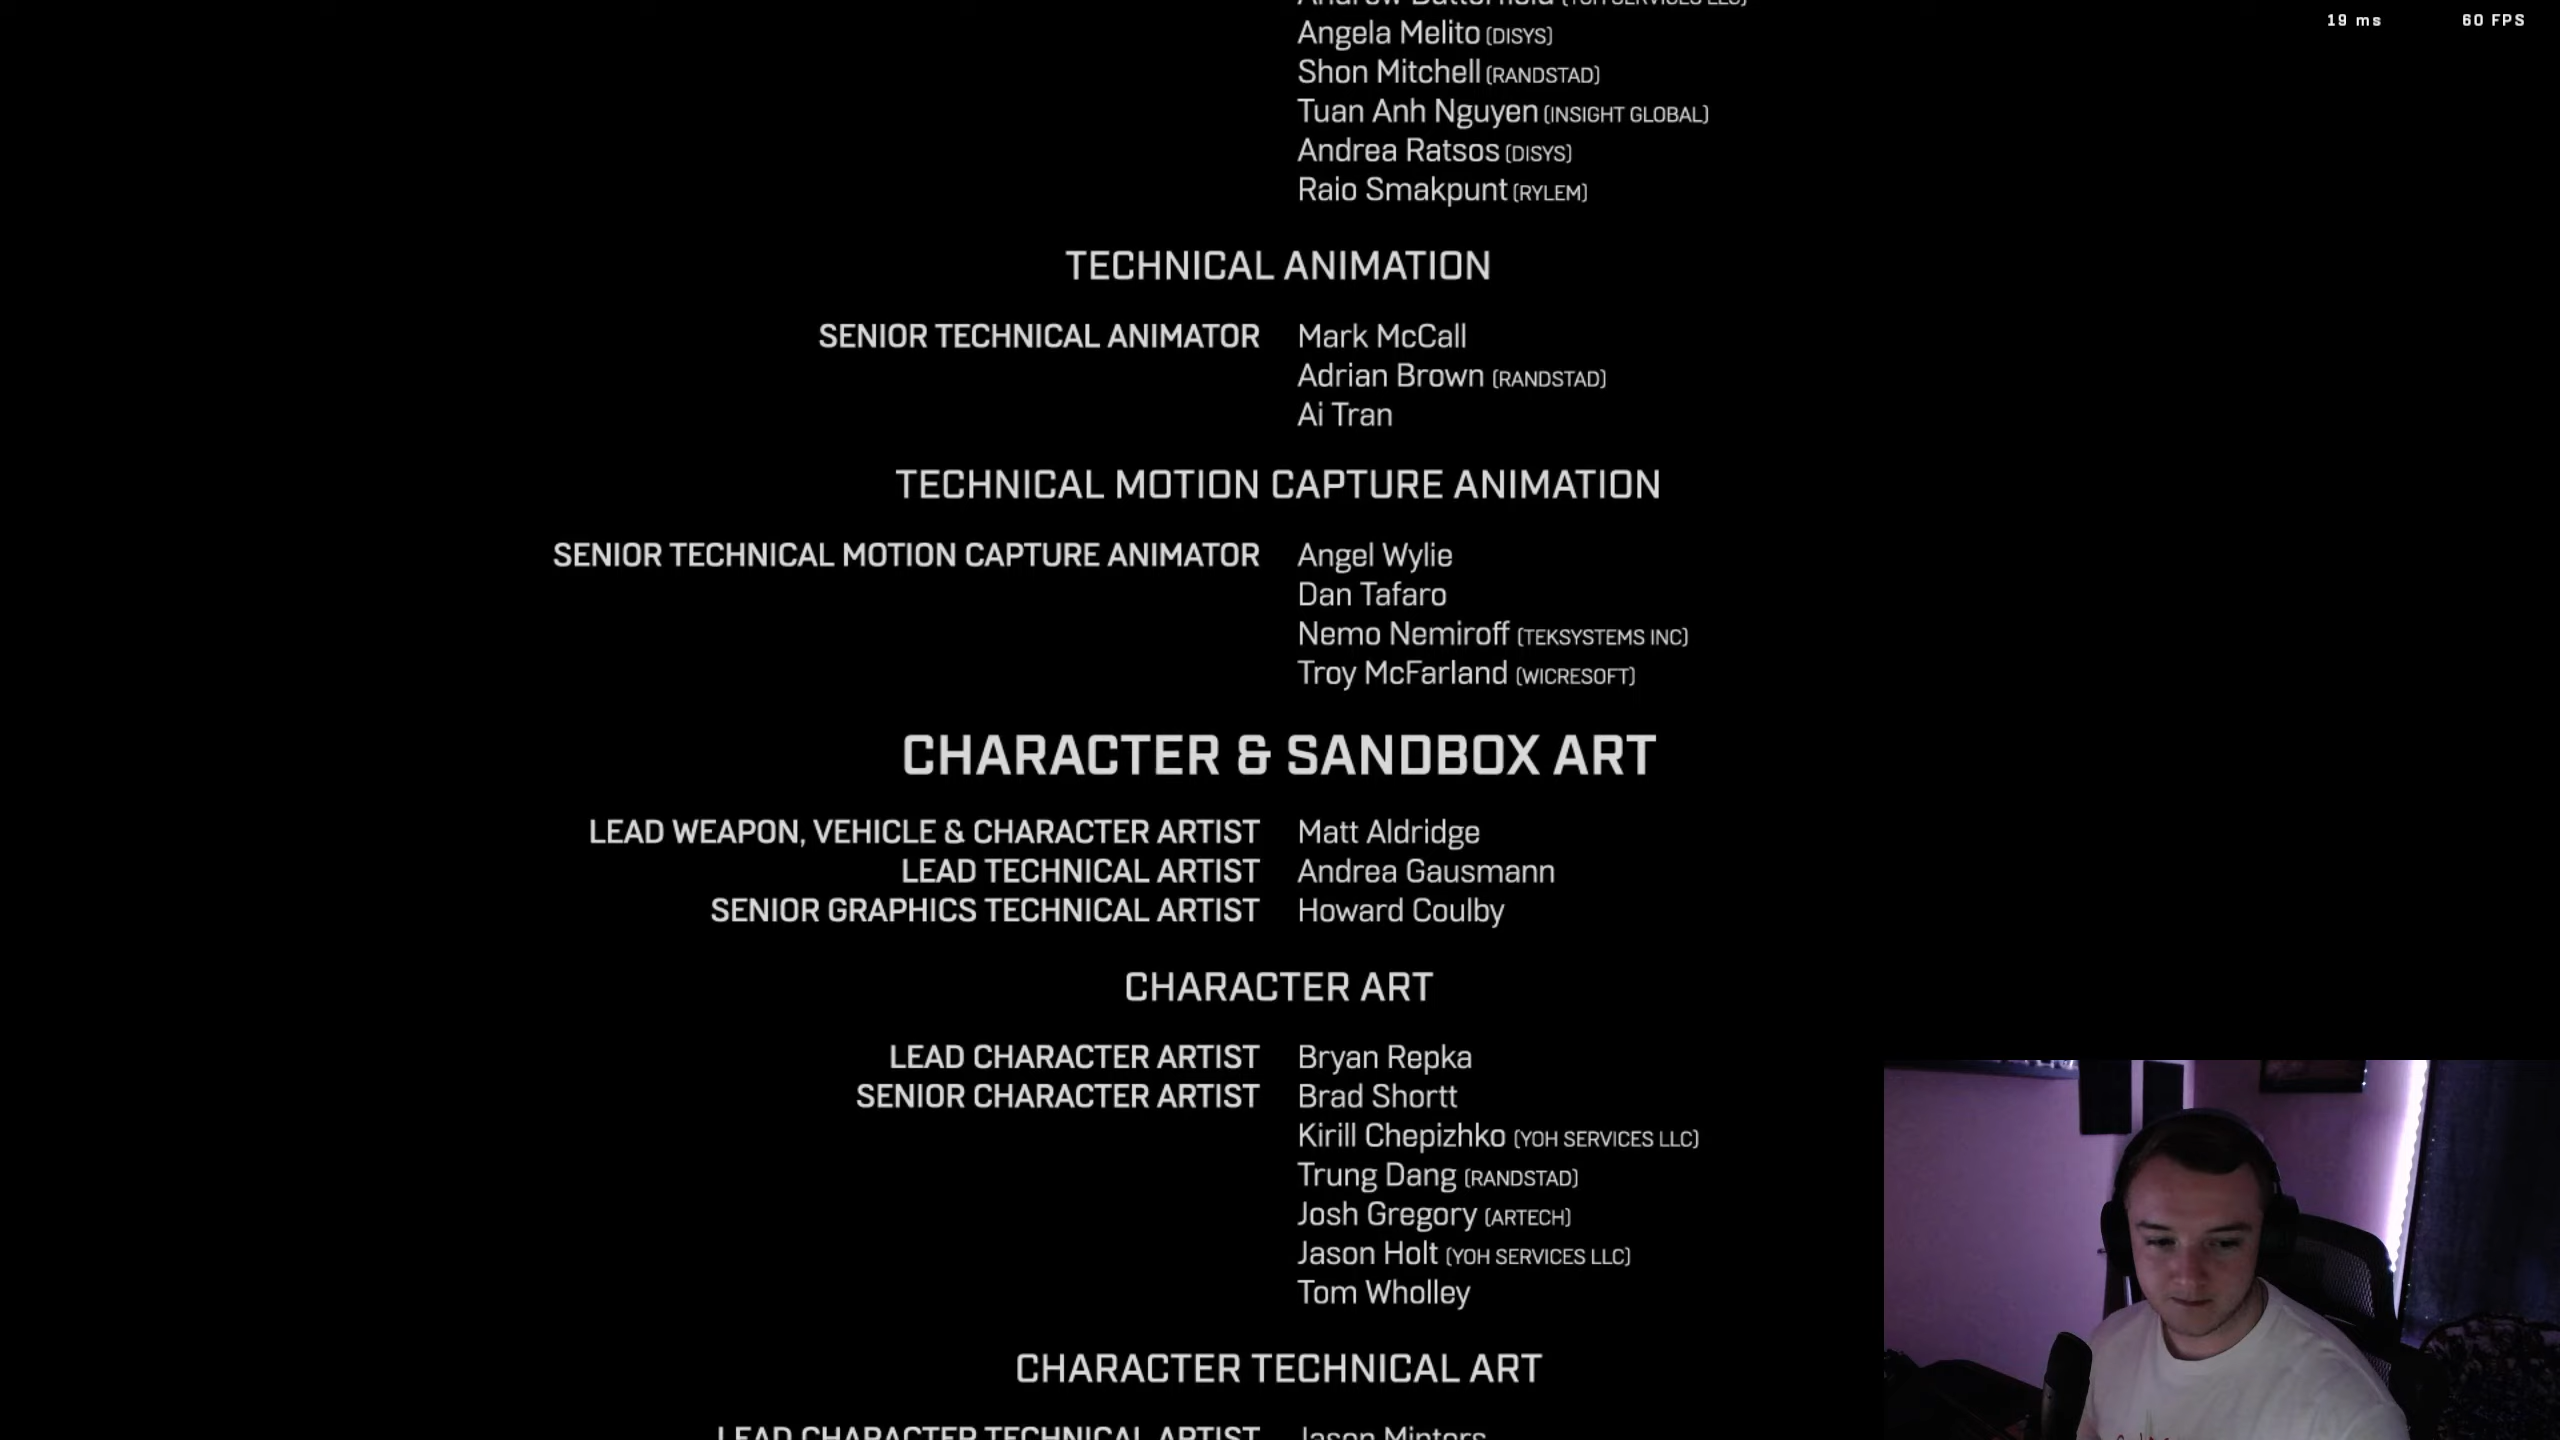 19 ms 60 FPS
Angela Melito (DISYS)
Shon Mitchell (RANDSTAD)
Tuan Anh Nguyen (INSIGHT GLOBAL)
Andrea Ratsos (DISYS)
Raio Smakpunt (RYLEM)
TECHNICAL ANIMATION
SENIOR TECHNICAL ANIMATOR Mark McCall
Adrian Brown (RANDSTAD)
Ai Tran
TECHNICAL MOTION CAPTURE ANIMATION
SENIOR TECHNICAL MOTION CAPTURE ANIMATOR Angel Wylie
Dan Tafaro
Nemo Nemiroff (TEKSYSTEMS INC)
Troy McFarland (WICRESOFT)
CHARACTER & SANDBOX ART
LEAD WEAPON, VEHICLE & CHARACTER ARTIST Matt Aldridge
LEAD TECHNICAL ARTIST Andrea Gausmann
SENIOR GRAPHICS TECHNICAL ARTIST Howard Coulby
CHARACTER ART
LEAD CHARACTER ARTIST Bryan Repka
SENIOR CHARACTER ARTIST Brad Shortt
Kirill Chepizhko (YOH SERVICES LLC)
Trung Dang (RANDSTAD)
Josh Gregory (ARTECH)
Jason Holt (YOH SERVICES LLC)
Tom Wholley
CHARACTER TECHNICAL ART
LEAD CHARACTER TECHNICAL ARTIST Jason